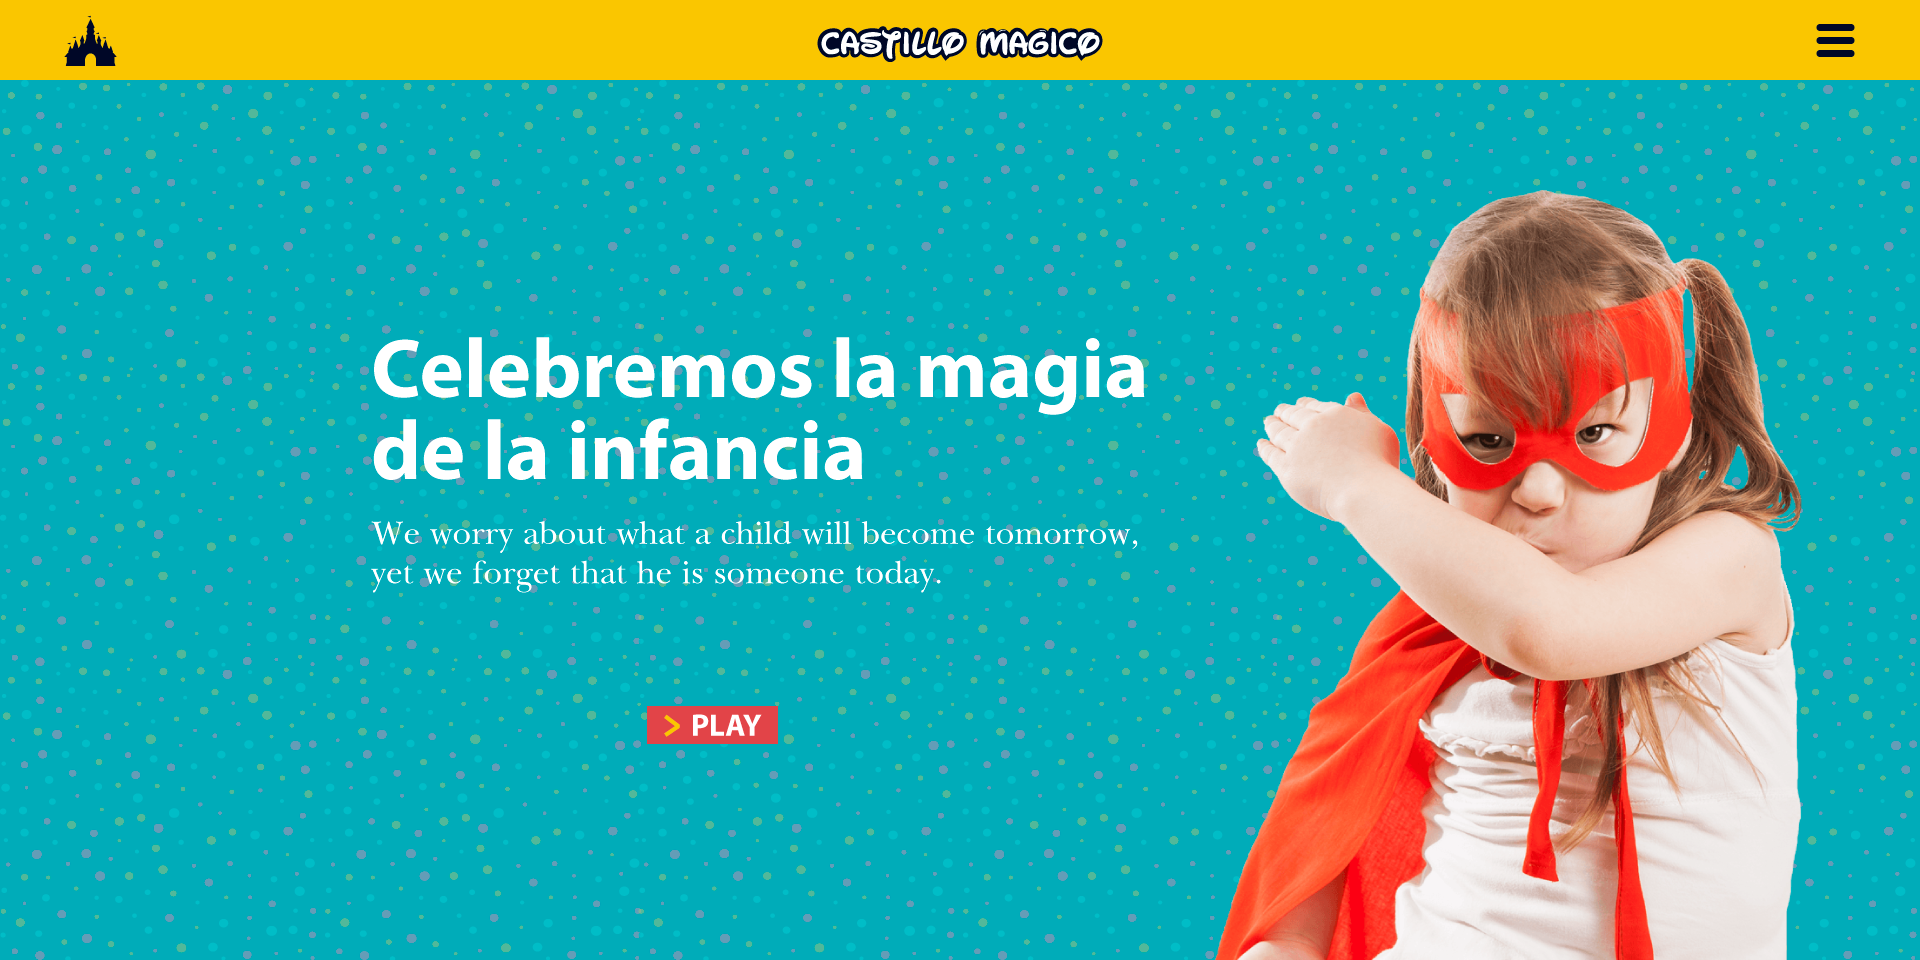 CASTILLO MAGICO
Celebremos la magia
de la infancia
We worry about what a child will become tomorrow,
yet we forget that he is someone today.
> PLAY